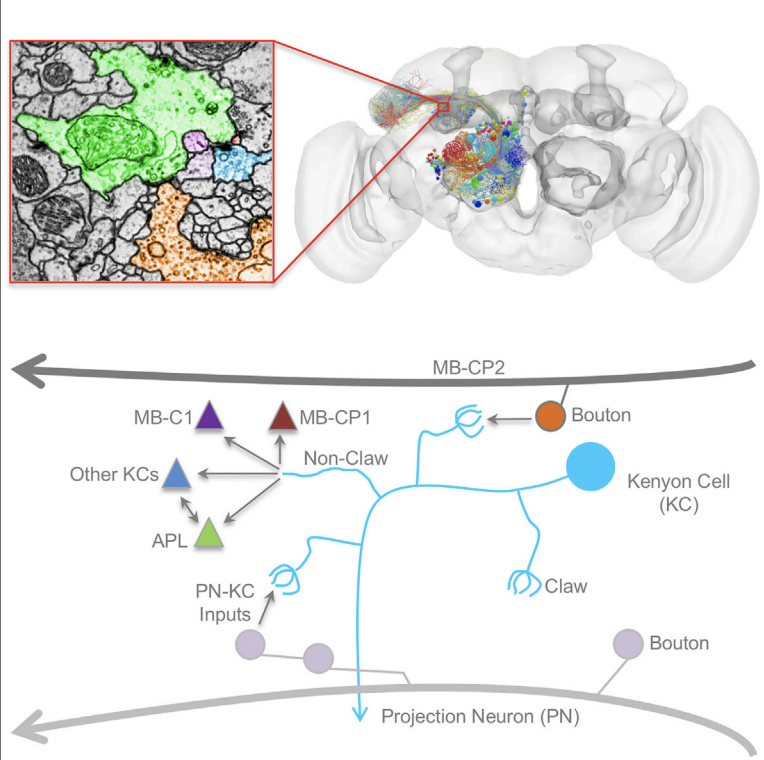 MB-CP2
MB-C1
MB-CP1
Bouton
Non-Claw
Other KCs
Kenyon Cell
(KC)
APL
PN-KC
Inputs
Claw
Bouton
Projection Neuron (PN)